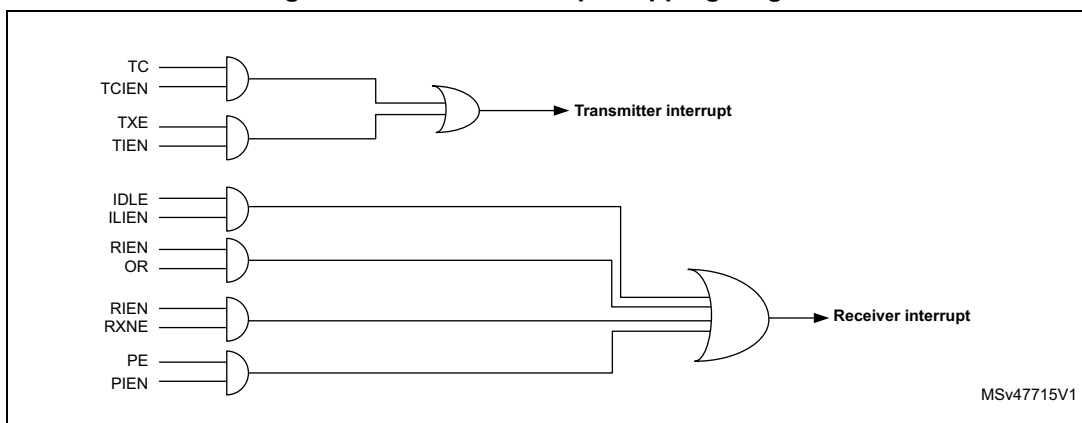 TC
TCIEN
TXE
TIEN
Transmitter interrupt
IDLE
ILIEN
RIEN
OR
RIEN
RXNE
PE
PIEN
Receiver interrupt
MSv47715V1